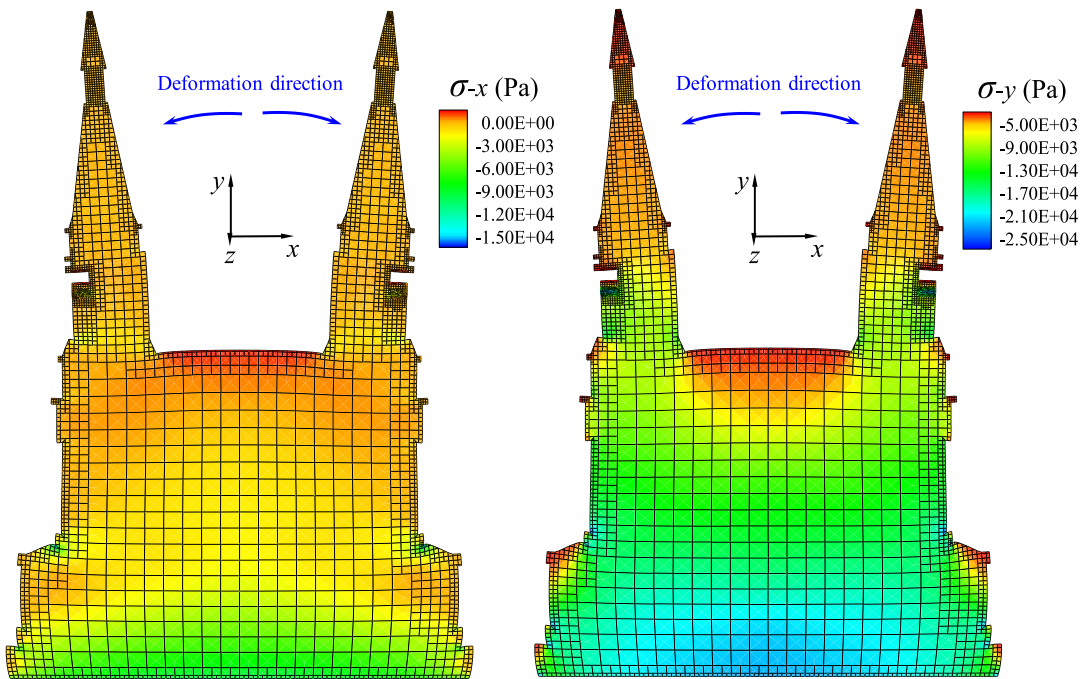 Deformation direction
σ-x (Pa)
0.00E+00
-3.00E+03
-6.00E+03
-9.00E+03
-1.20E+04
-1.50E+04
y
z
x
Deformation direction
σ-y (Pa)
-5.00E+03
-9.00E+03
-1.30E+04
-1.70E+04
-2.10E+04
-2.50E+04
y
z
x